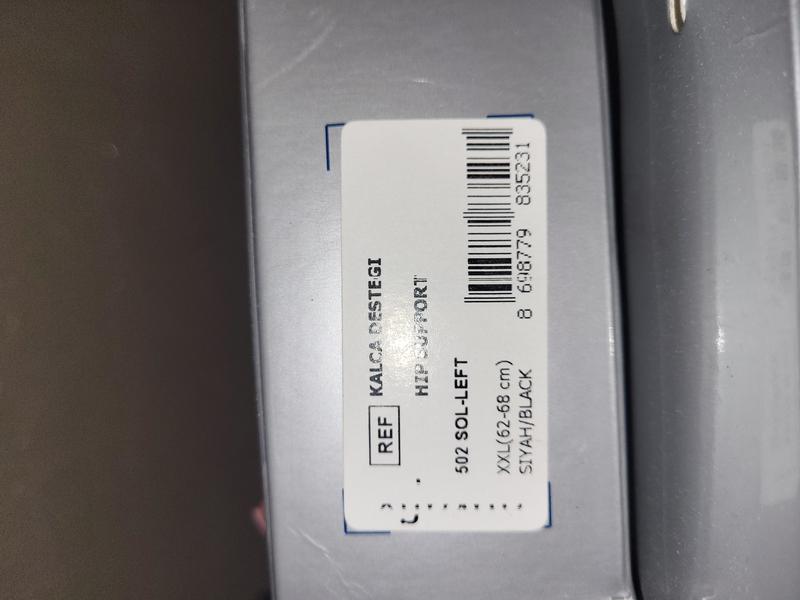 REF KALCA DESTEGI
HIP SUPPORT
502 SOL-LEFT
XXL(62-68 cm)
SIYAH/BLACK
8 698779 835231